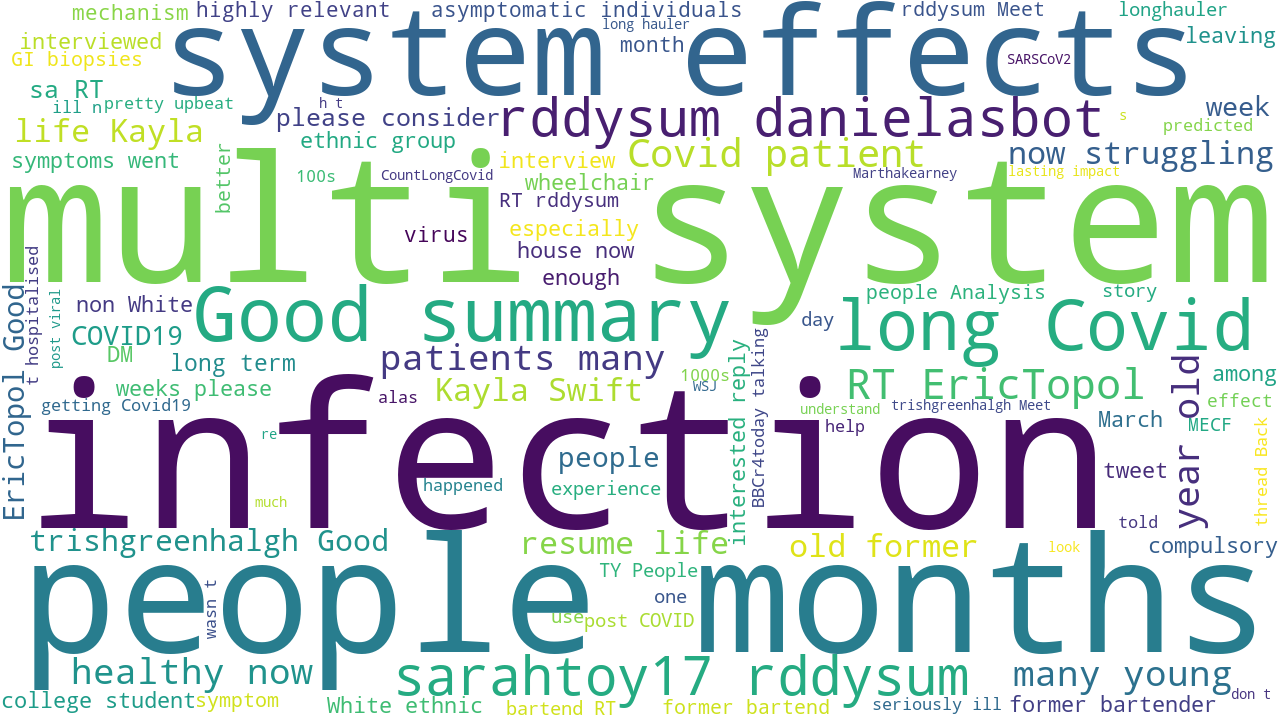 mechanism
highly relevant
asymptomatic individuals
rddysum Meet
longhauler
long hauler
interviewed
month
leaving
GI biopsies
system effects
SARSCoV2
sa RT
ill n
pretty upbeat
h t
please consider
rddysum danielasbot
week
s
predicted
life Kayla
ethnic group
symptoms went
better
interview
Covid patient
now struggling
100s
CountLongCovid
wheelchair
Marthakearney
lasting impact
RT rddysum
multi system
virus
especially
house now
enough
t hospitalised
post viral
non White
Good summary
people Analysis
story
day
long Covid
COVID19
DM
long term
patients many
EricTopol Good
weeks please
Kayla Swift
1000s
WSJ
interested reply
BBCr4today talking
RT EricTopol
year old
among
effect
getting Covid19
alas
understand
trishgreenhalgh Meet
help
March
MECF
re
infection
people
happened
experience
much
tweet
told
thread Back
trishgreenhalgh Good
resume life
old former
look
compulsory
people months
TY People
wasn t
one
use
post COVID
healthy now
sarahtoy17 rddysum
many young
college student
symptom
White ethnic
bartend RT
former bartend
seriously ill
former bartender
don t